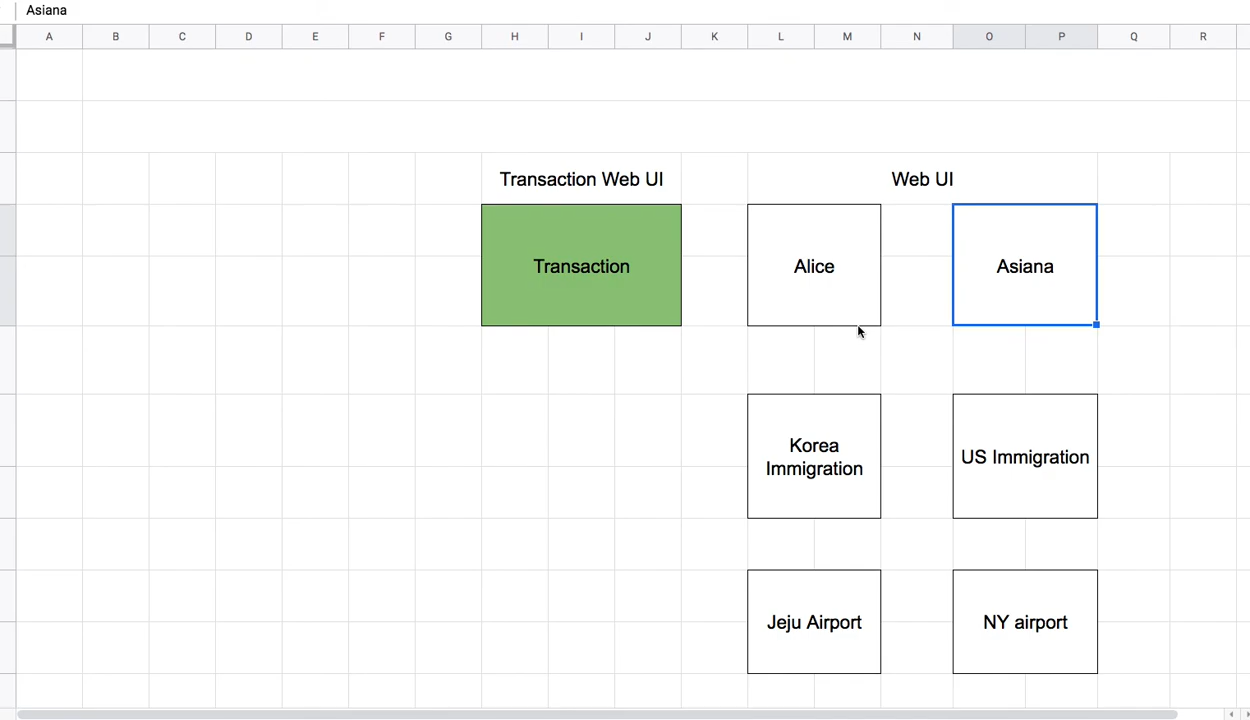 Asiana
A B C D E F G H I J K L M N O P Q R
Transaction Web UI Web UI
Transaction Alice Asiana
Korea
Immigration
US Immigration
Jeju Airport NY airport